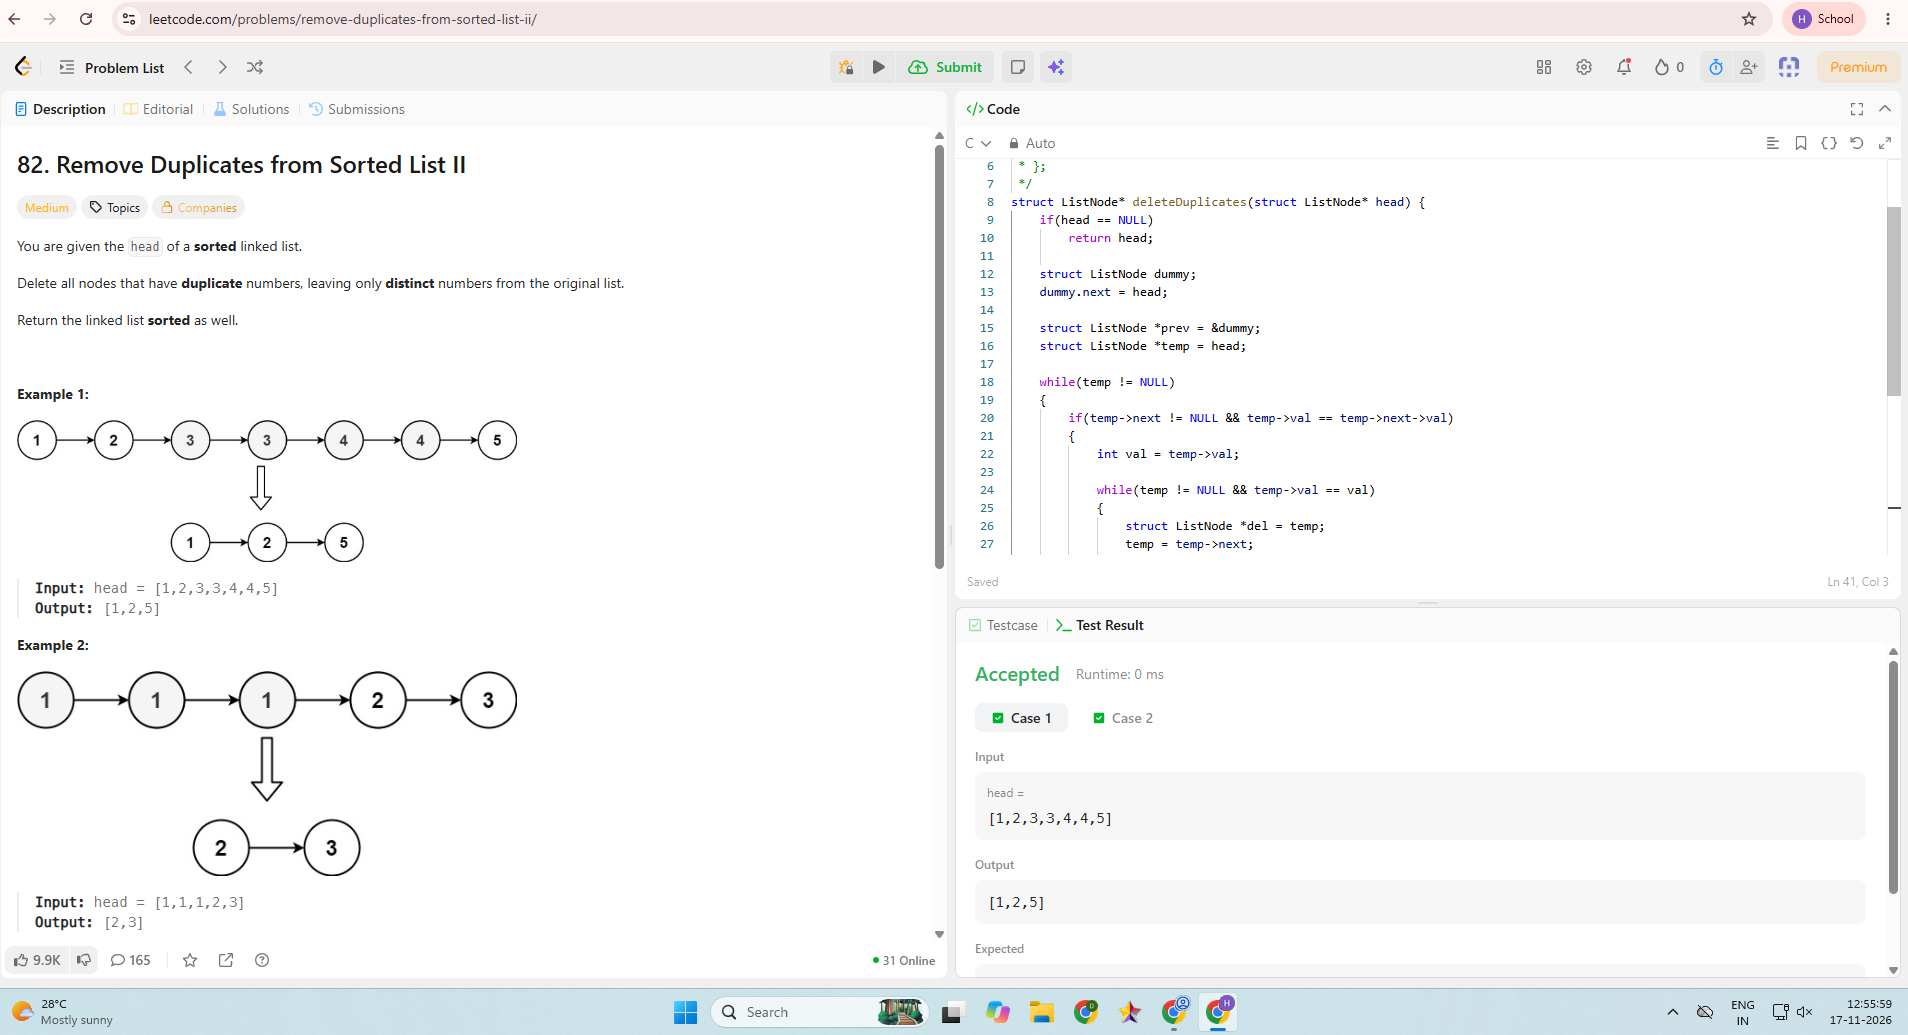 leetcode.com/problems/remove-duplicates-from-sorted-list-ii/
H School
Problem List
Submit
0
Premium
Description
Editorial
Solutions
Submissions
82. Remove Duplicates from Sorted List II
Medium
Topics
Companies
You are given the head of a sorted linked list.
Delete all nodes that have duplicate numbers, leaving only distinct numbers from the original list.
Return the linked list sorted as well.
Example 1:
1 2 3 3 4 4 5
1 2 5
Input: head = [1,2,3,3,4,4,5]
Output: [1,2,5]
Example 2:
1 1 1 2 3
2 3
Input: head = [1,1,1,2,3]
Output: [2,3]
9.9K
165
31 Online
</> Code
C
Auto
6 * };
7 */
8 struct ListNode* deleteDuplicates(struct ListNode* head) {
9 if(head == NULL)
10 return head;
11
12 struct ListNode dummy;
13 dummy.next = head;
14
15 struct ListNode *prev = &dummy;
16 struct ListNode *temp = head;
17
18 while(temp != NULL)
19 {
20 if(temp->next != NULL && temp->val == temp->next->val)
21 {
22 int val = temp->val;
23
24 while(temp != NULL && temp->val == val)
25 {
26 struct ListNode *del = temp;
27 temp = temp->next;
Saved
Ln 41, Col 3
Testcase
>_ Test Result
Accepted
Runtime: 0 ms
Case 1
Case 2
Input
head =
[1,2,3,3,4,4,5]
Output
[1,2,5]
Expected
28°C
Mostly sunny
Search
H
ENG
IN
12:55:59
17-11-2026